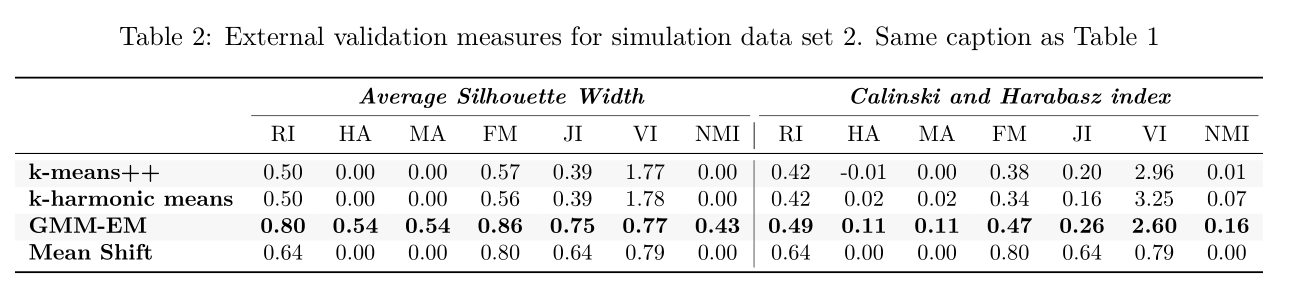 Table 2: External validation measures for simulation data set 2. Same caption as Table 1
Average Silhouette Width Calinski and Harabasz index
RI HA MA FM JI VI NMI RI HA MA FM JI VI NMI
k-means++ 0.50 0.00 0.00 0.57 0.39 1.77 0.00 0.42 -0.01 0.00 0.38 0.20 2.96 0.01
k-harmonic means 0.50 0.00 0.00 0.56 0.39 1.78 0.00 0.42 0.02 0.02 0.34 0.16 3.25 0.07
GMM-EM 0.80 0.54 0.54 0.86 0.75 0.77 0.43 0.49 0.11 0.11 0.47 0.26 2.60 0.16
Mean Shift 0.64 0.00 0.00 0.80 0.64 0.79 0.00 0.64 0.00 0.00 0.80 0.64 0.79 0.00